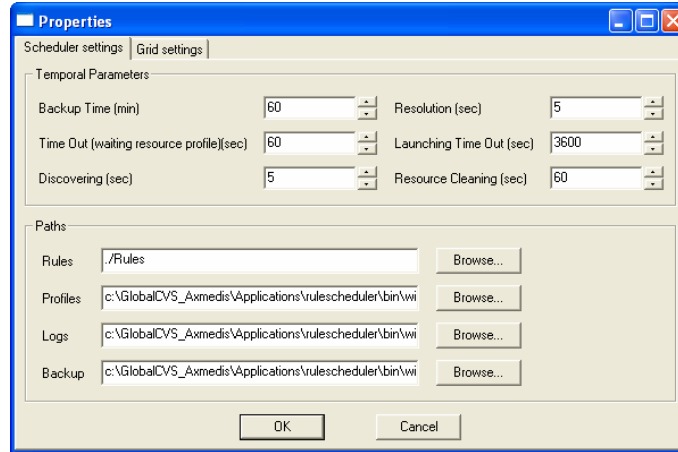 Properties
Scheduler settings Grid settings
Temporal Parameters
Backup Time (min) 60 Resolution (sec) 5
Time Out (waiting resource profile)(sec) 60 Launching Time Out (sec) 3600
Discovering (sec) 5 Resource Cleaning (sec) 60
Paths
Rules ./Rules Browse...
Profiles c:\GlobalCVS_Axmedis\Applications\rulescheduler\bin\wi Browse...
Logs c:\GlobalCVS_Axmedis\Applications\rulescheduler\bin\wi Browse...
Backup c:\GlobalCVS_Axmedis\Applications\rulescheduler\bin\wi Browse...
OK Cancel